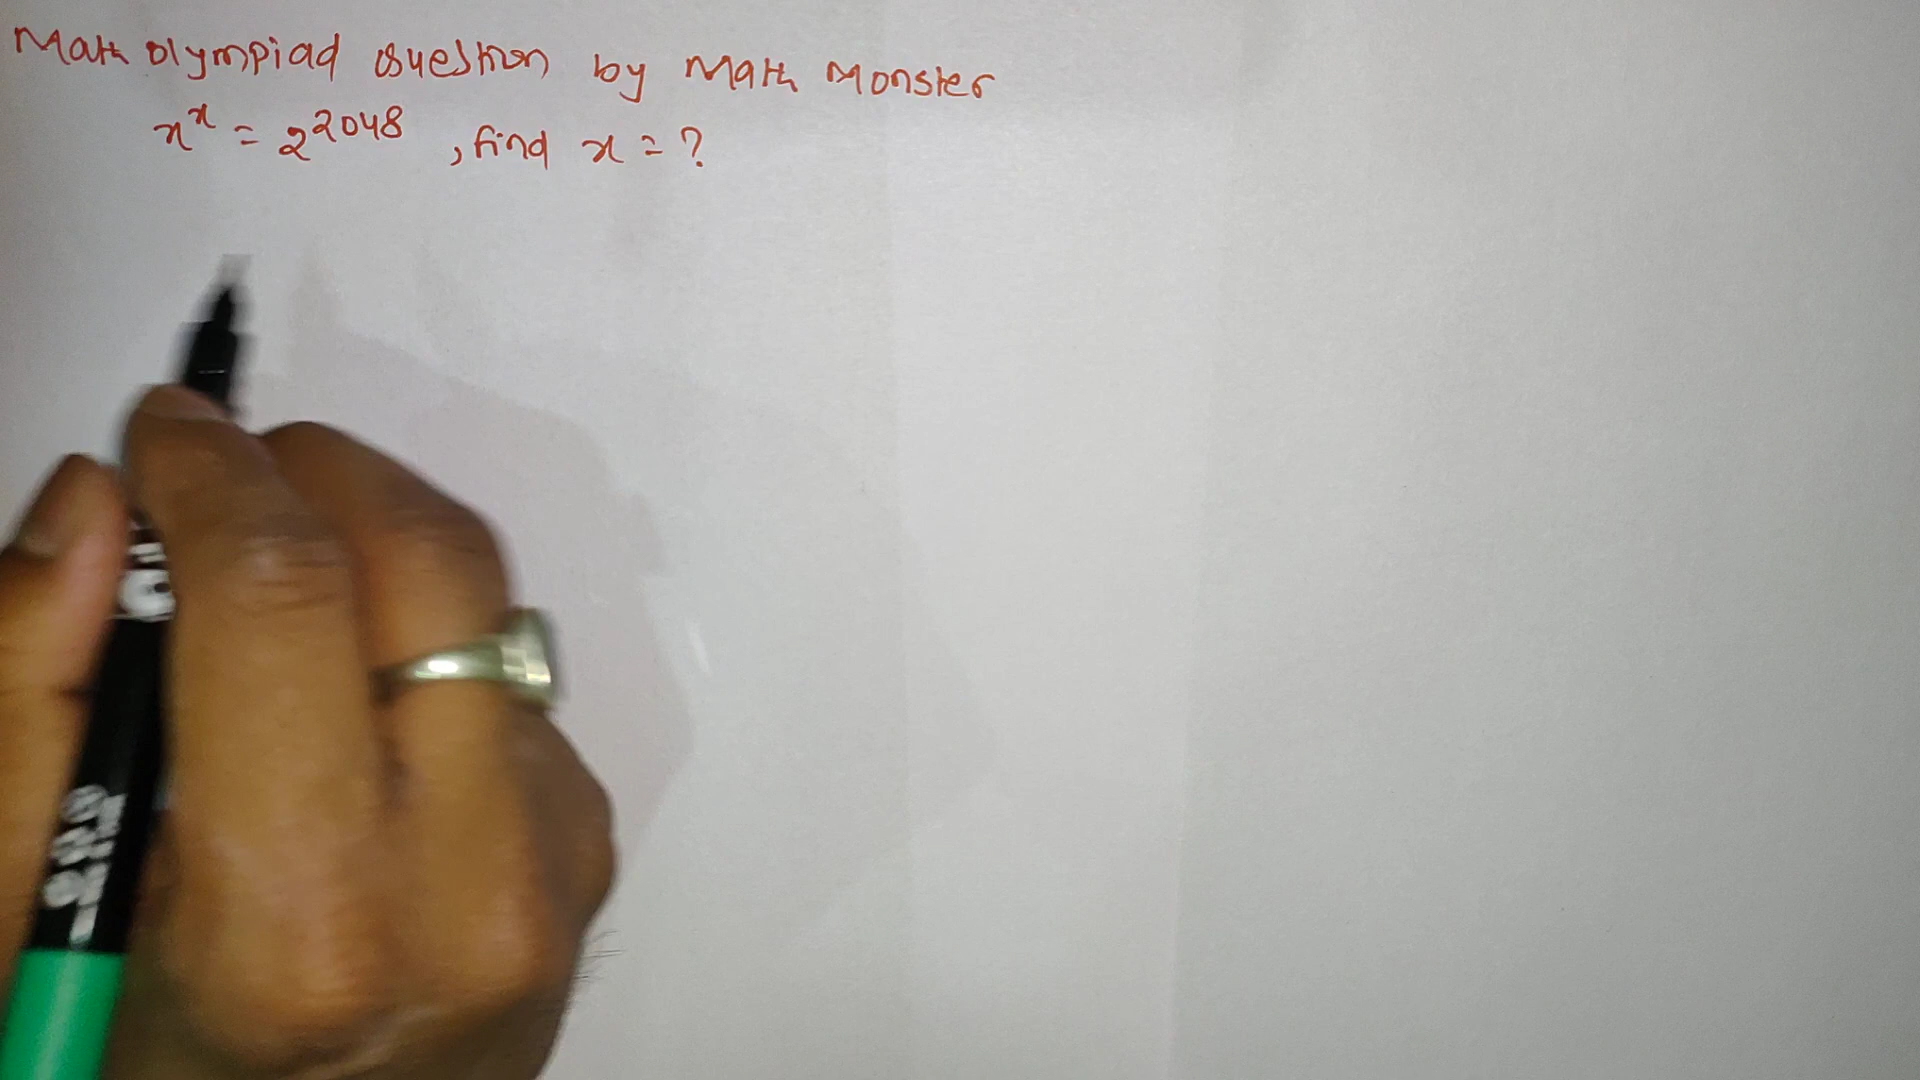 Math Olympiad Question by Math Monster
x^x = 2^2048 , find x = ?